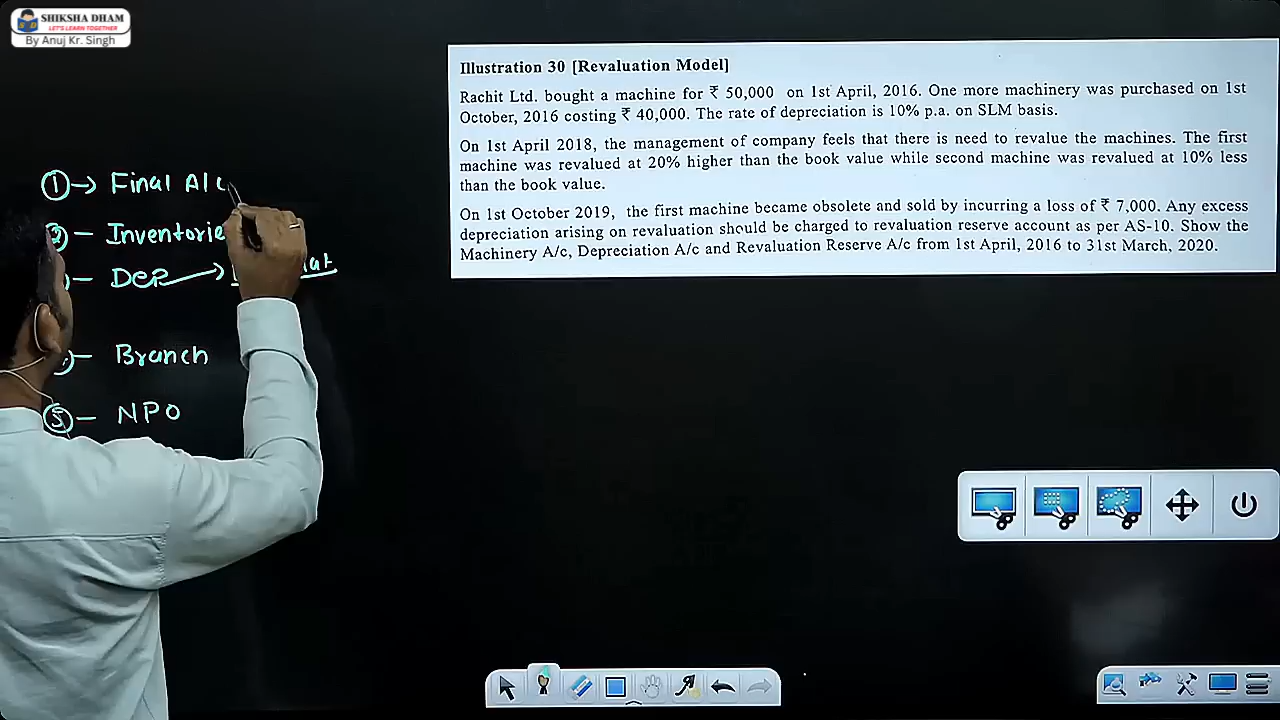 SHIKSHA DHAM
LET'S LEARN TOGETHER
By Anuj Kr. Singh
Illustration 30 [Revaluation Model]
Rachit Ltd. bought a machine for ₹ 50,000 on 1st April, 2016. One more machinery was purchased on 1st
October, 2016 costing ₹ 40,000. The rate of depreciation is 10% p.a. on SLM basis.
On 1st April 2018, the management of company feels that there is need to revalue the machines. The first
machine was revalued at 20% higher than the book value while second machine was revalued at 10% less
than the book value.
On 1st October 2019, the first machine became obsolete and sold by incurring a loss of ₹ 7,000. Any excess
depreciation arising on revaluation should be charged to revaluation reserve account as per AS-10. Show the
Machinery A/c, Depreciation A/c and Revaluation Reserve A/c from 1st April, 2016 to 31st March, 2020.
① → Final A/c
— Inventorie
— Dep →
— Branch
⑤ — NPO